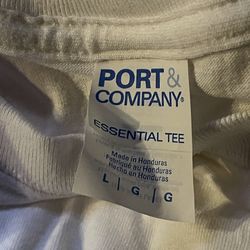 PORT &
COMPANY®
ESSENTIAL TEE
Made in Honduras
Fabriqué au Honduras
Hecho en Honduras
L | G | G